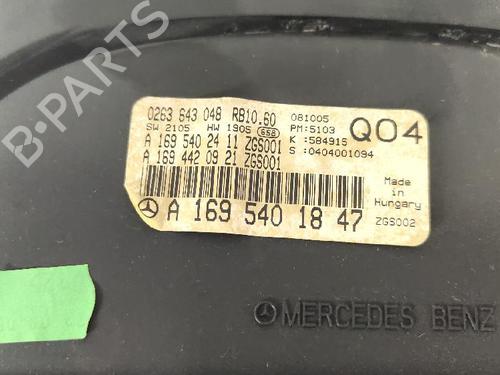 0263 643 048 RB10.60 081005
SW 2105 HW 1905 658 PM:5103 Q04
A 169 540 24 11 ZGS001 K :584915
A 169 442 09 21 ZGS001 S :0404001094
Made in Hungary
A 169 540 18 47 ZGS002
MERCEDES BENZ
B-PARTS